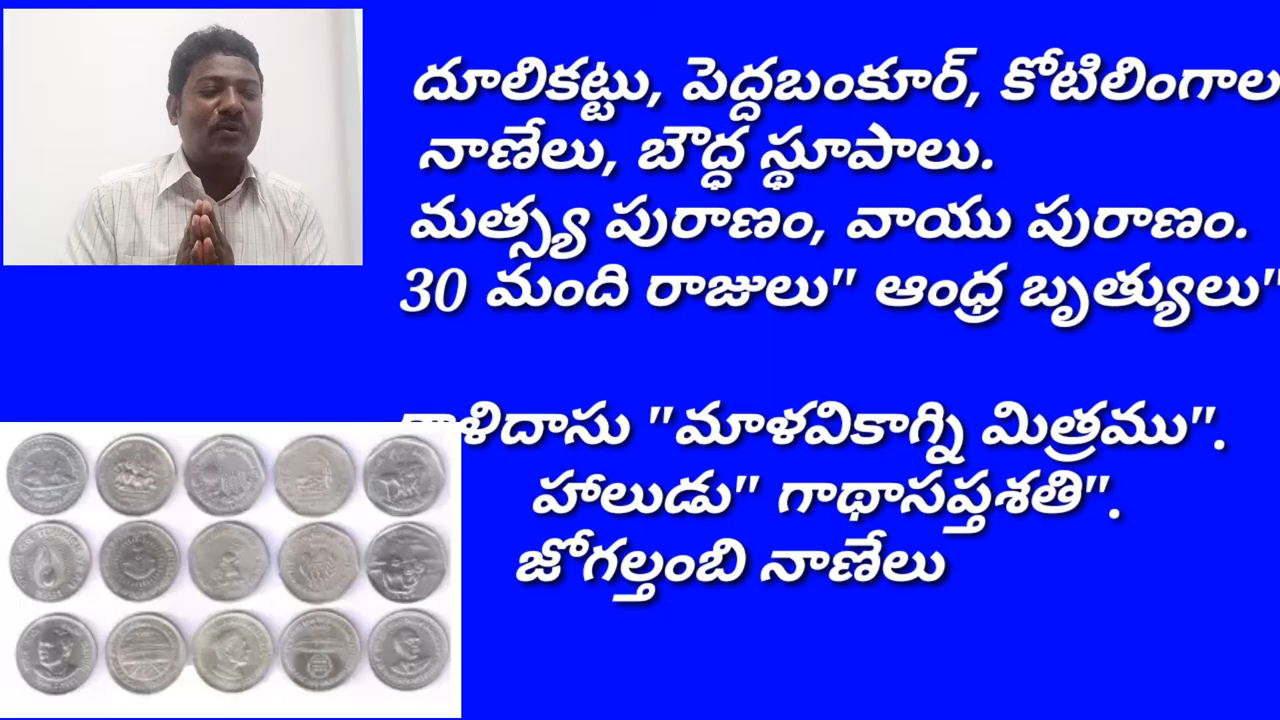 దూలికట్టు, పెద్దబంకూర్, కోటిలింగాల
నాణేలు, బౌద్ధ స్థూపాలు.
మత్స్య పురాణం, వాయు పురాణం.
30 మంది రాజులు" ఆంధ్ర బృత్యులు"
"మాళవికాగ్ని మిత్రము".
హాలుడు" గాథాసప్తశతి".
జోగల్తంబి నాణేలు